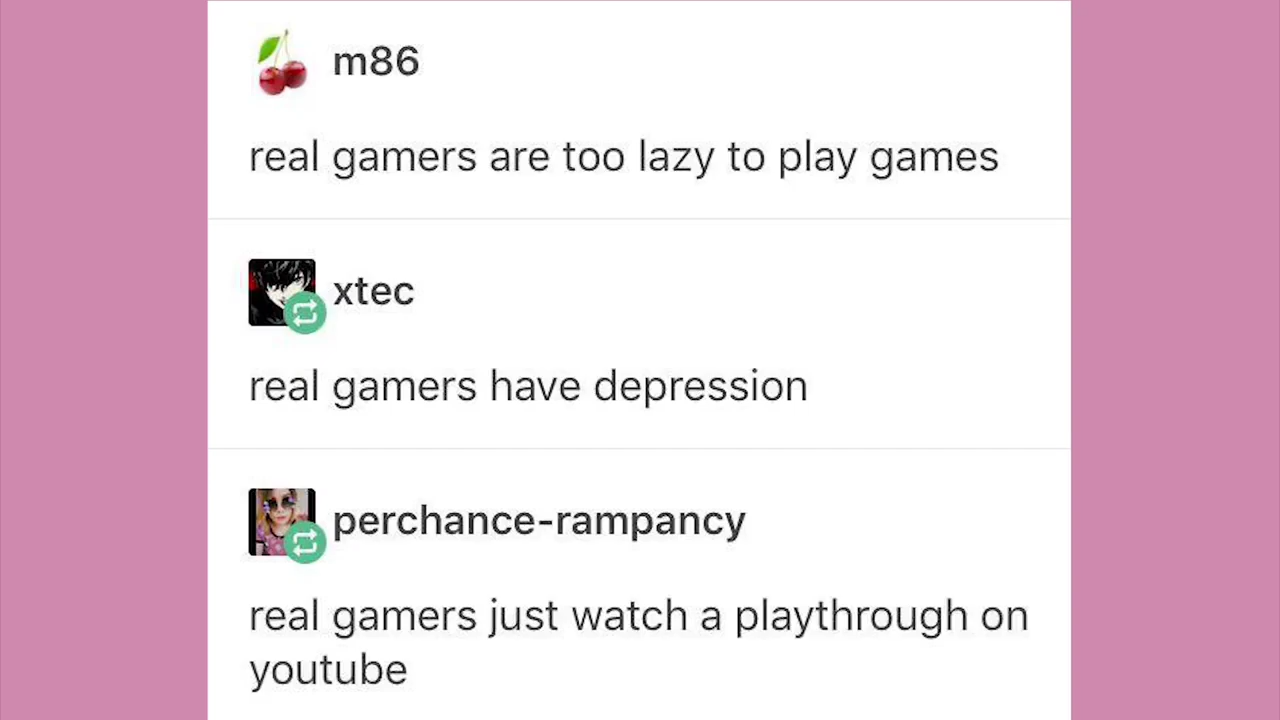 m86
real gamers are too lazy to play games
xtec
real gamers have depression
perchance-rampancy
real gamers just watch a playthrough on
youtube